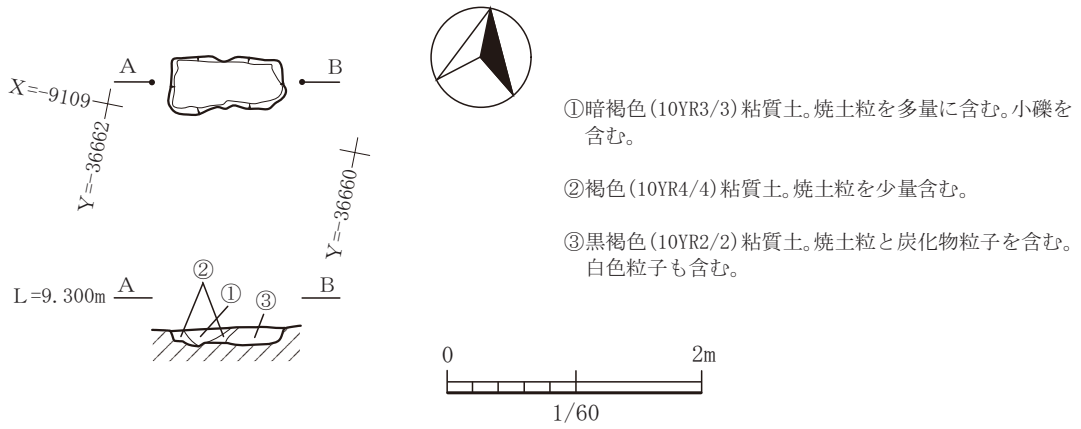 A B
X=-9109
Y=-36662
Y=-36660
L=9.300m A B
②
①
③
①暗褐色(10YR3/3)粘質土。焼土粒を多量に含む。小礫を
含む。
②褐色(10YR4/4)粘質土。焼土粒を少量含む。
③黒褐色(10YR2/2)粘質土。焼土粒と炭化物粒子を含む。
白色粒子も含む。
0 2m
1/60